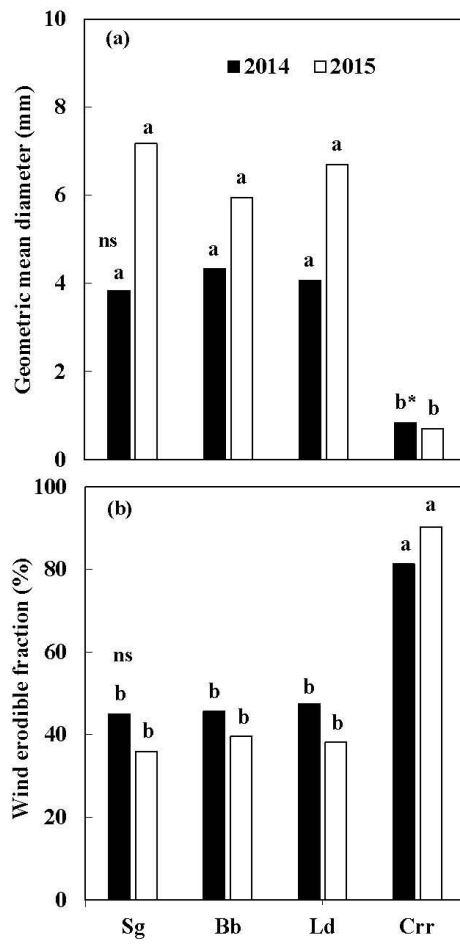 10
(a)
2014 2015
8
a
a
a
6
Geometric mean diameter (mm)
ns
a
a
a
4
2
b* b
0
100
(b)
a
a
80
60
Wind erodible fraction (%)
ns
b
b
b
b
b
b
40
20
0
Sg Bb Ld Crr